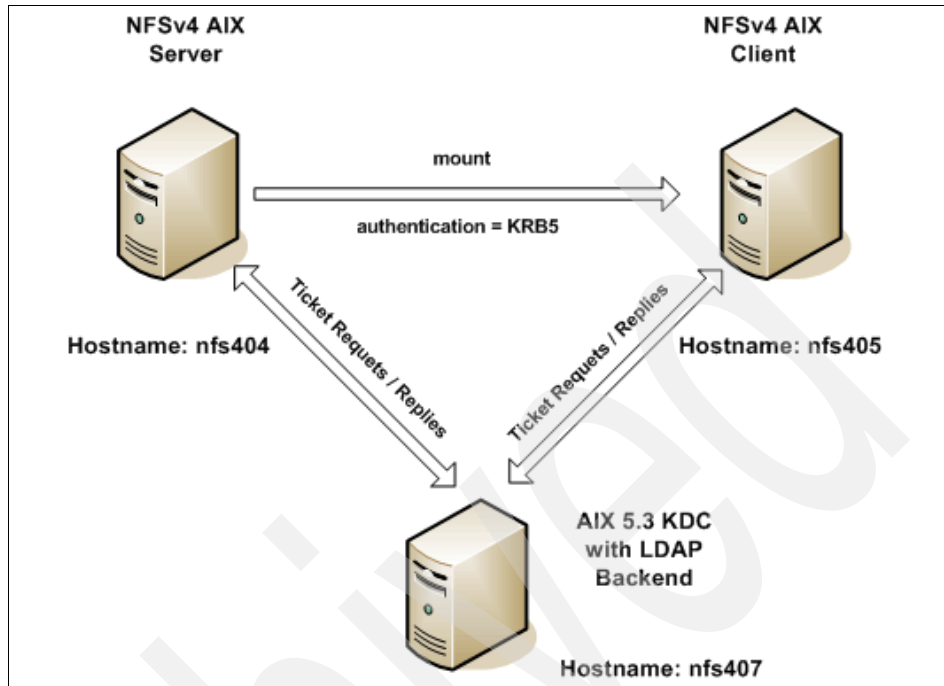 NFSv4 AIX
Server
NFSv4 AIX
Client
mount
authentication = KRB5
Hostname: nfs404
Hostname: nfs405
Ticket Requets / Replies
Ticket Requets / Replies
AIX 5.3 KDC
with LDAP
Backend
Hostname: nfs407